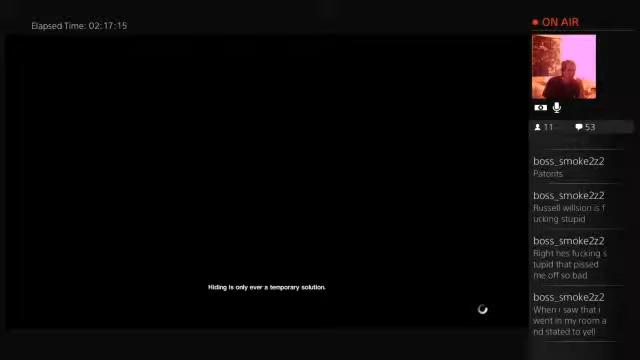 Elapsed Time: 02:17:15
ON AIR
11
53
boss_smoke2z2
Patorits
boss_smoke2z2
Russell willsion is f
ucking stupid
boss_smoke2z2
Right hes fucking s
tupid that pissed
me off so bad
boss_smoke2z2
When i saw that i
went in my room a
nd stated to yell
Hiding is only ever a temporary solution.